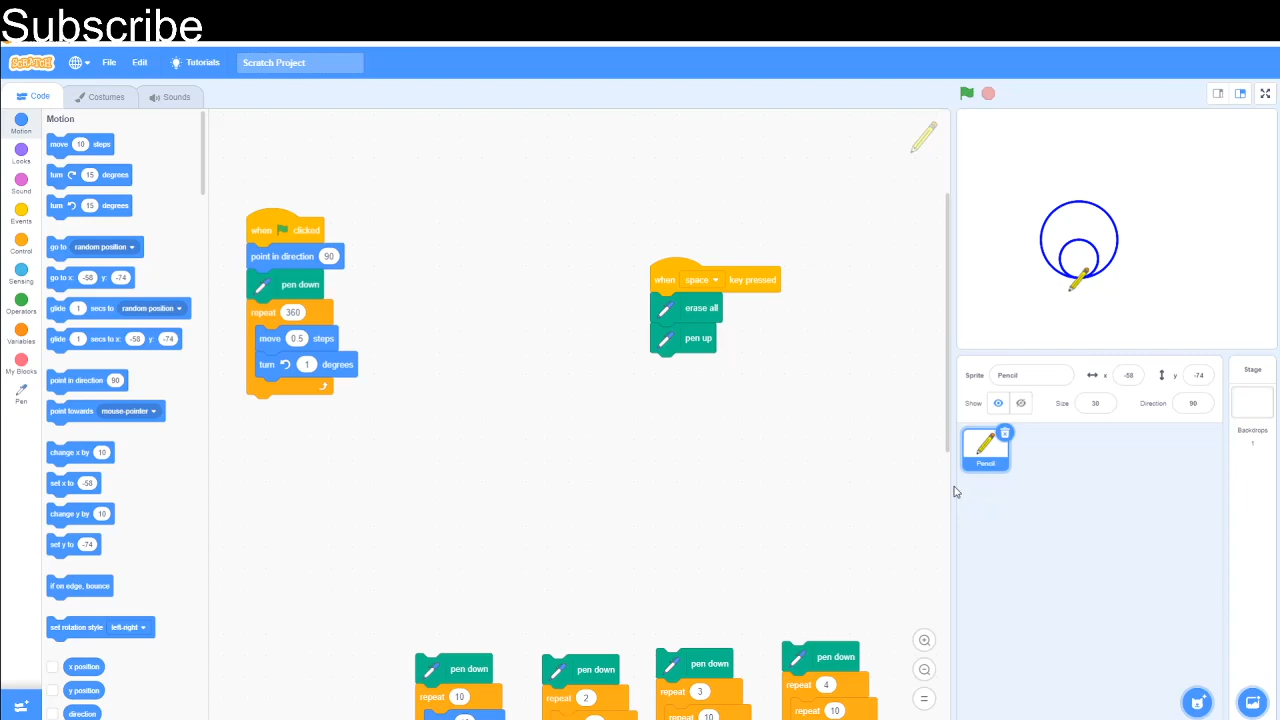 Subscribe
SCRATCH File Edit Tutorials Scratch Project
Code Costumes Sounds
Motion
Looks
Sound
Events
Control
Sensing
Operators
Variables
My Blocks
Pen
Motion
move 10 steps
turn 15 degrees
turn 15 degrees
go to random position
go to x: -58 y: -74
glide 1 secs to random position
glide 1 secs to x: -58 y: -74
point in direction 90
point towards mouse-pointer
change x by 10
set x to -58
change y by 10
set y to -74
if on edge, bounce
set rotation style left-right
x position
y position
direction
when clicked
point in direction 90
pen down
repeat 360
move 0.5 steps
turn 1 degrees
when space key pressed
erase all
pen up
pen down
repeat 10
pen down
repeat 2
pen down
repeat 3
10
pen down
repeat 4
repeat 10
Sprite Pencil x -58 y -74
Show Size 30 Direction 90
Pencil
Stage
Backdrops
1